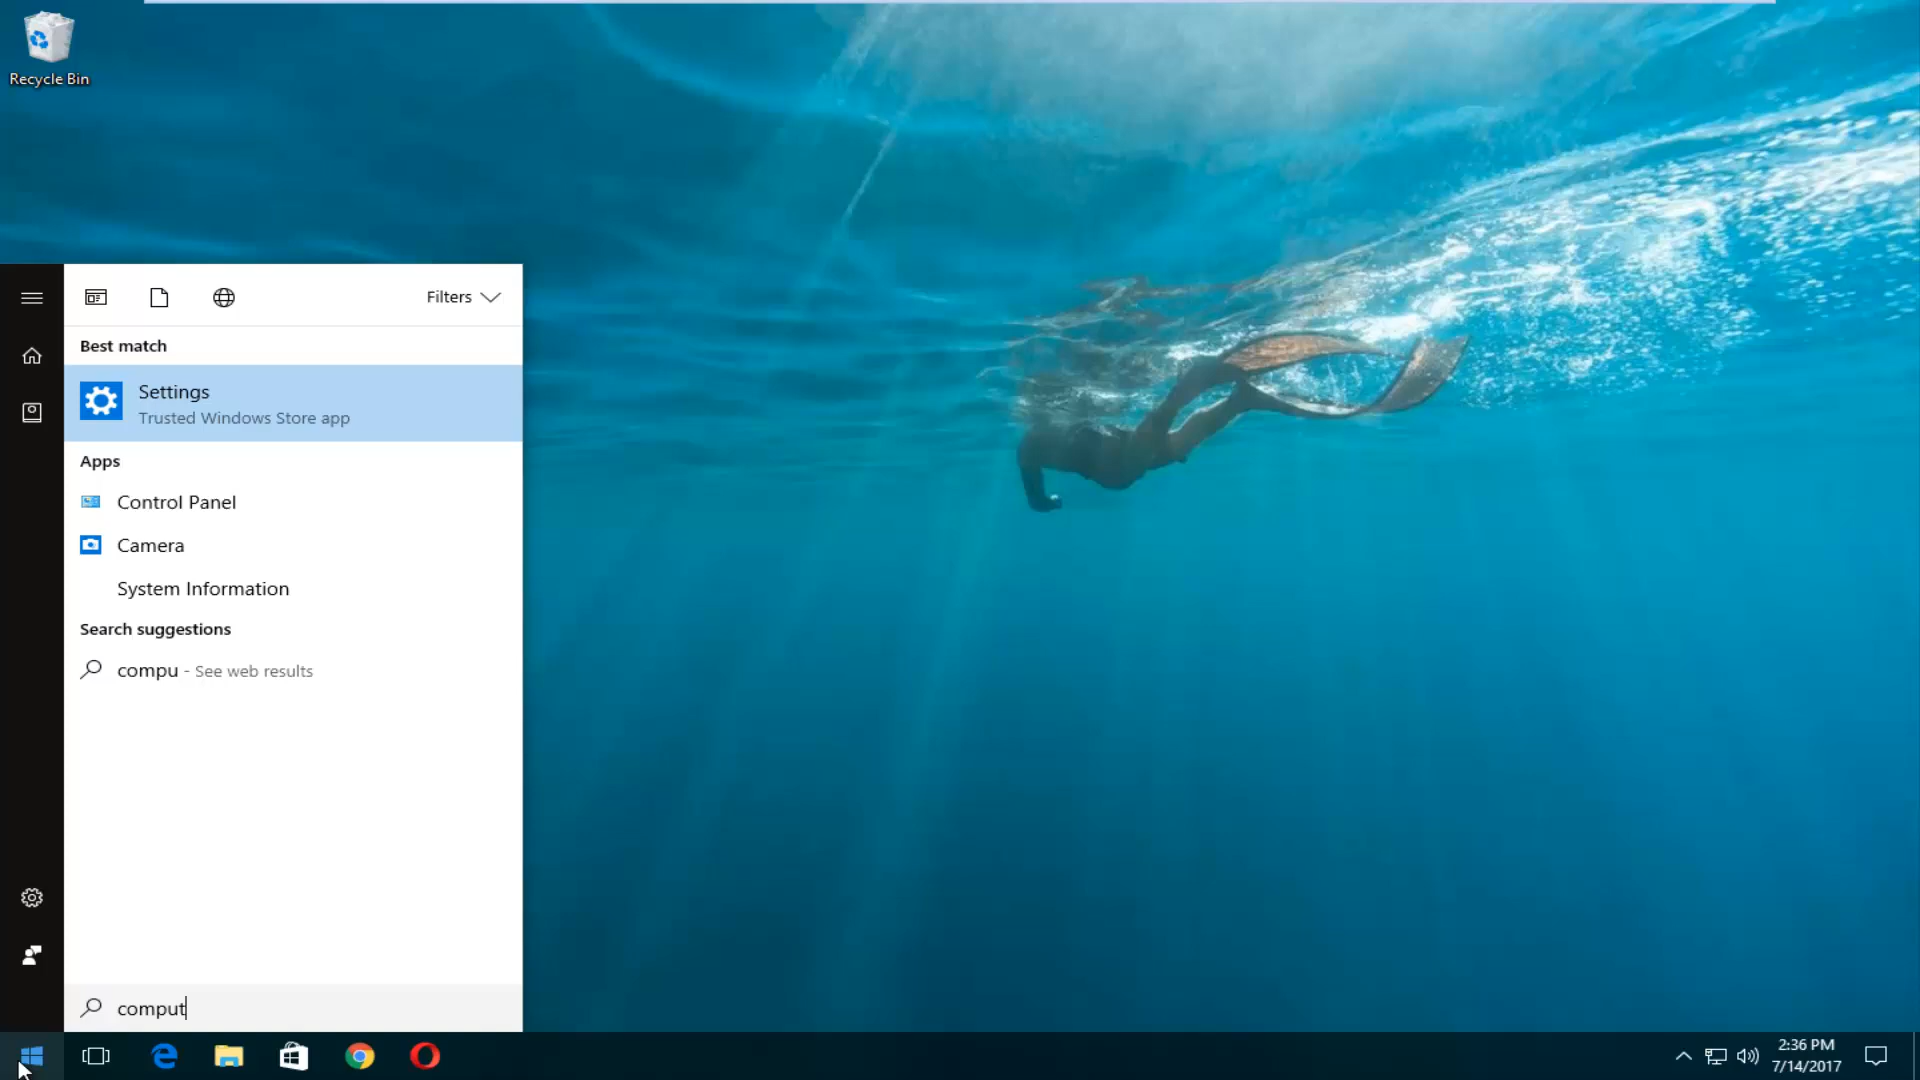 Recycle Bin
Filters
Best match
Settings
Trusted Windows Store app
Apps
Control Panel
Camera
System Information
Search suggestions
compu - See web results
comput
2:36 PM
7/14/2017